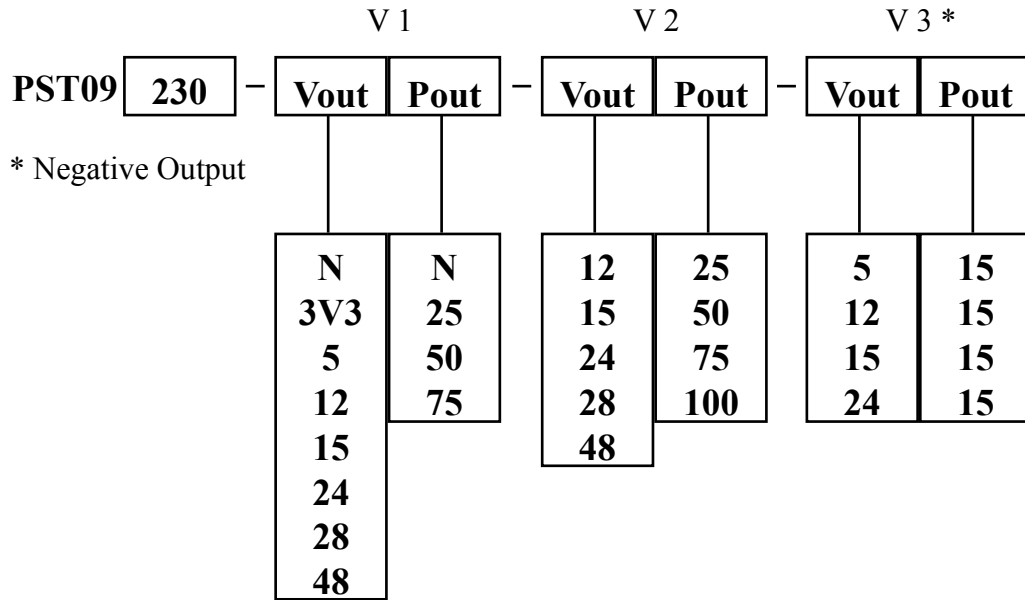 V 1 V 2 V 3 *
PST09 230 – Vout Pout – Vout Pout – Vout Pout
* Negative Output
N N 12 25 5 15
3V3 25 15 50 12 15
5 50 24 75 15 15
12 75 28 100 24 15
15 48
24
28
48